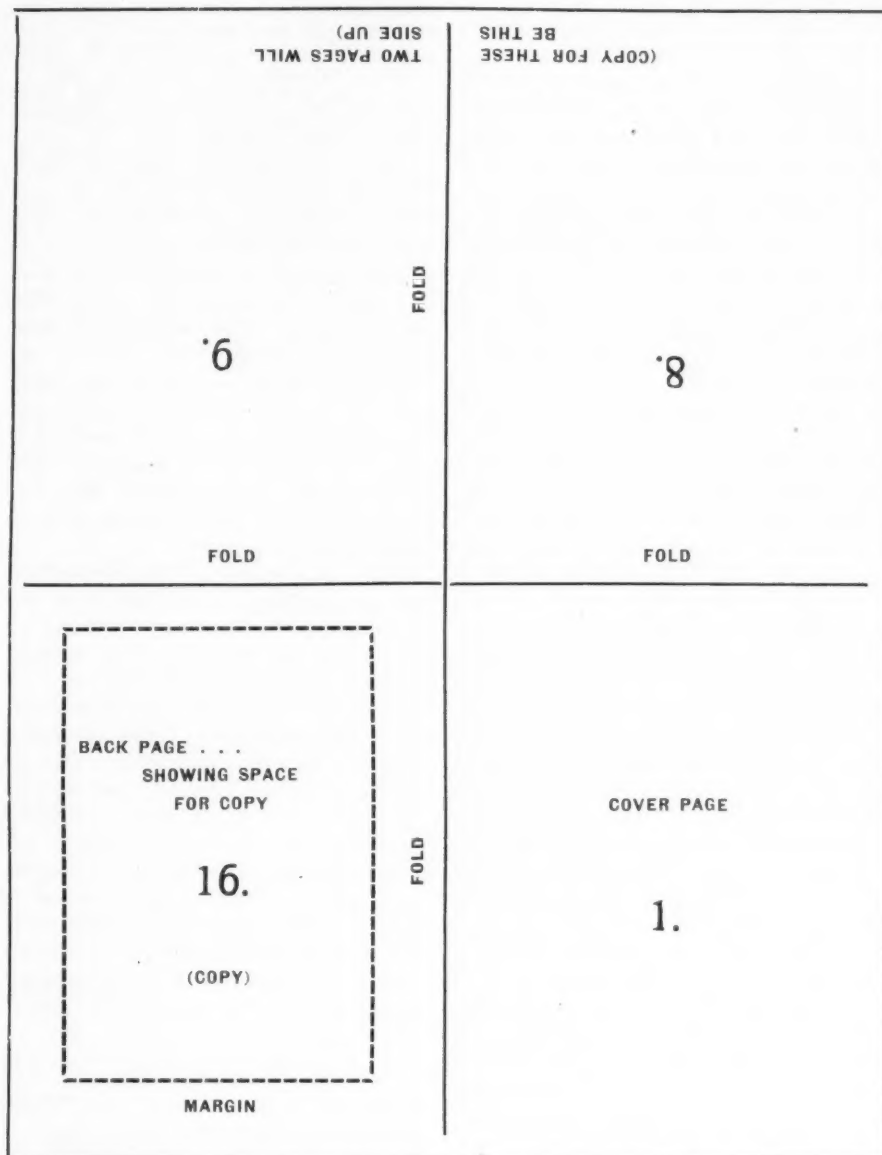 (COPY FOR THESE TWO PAGES WILL
BE THIS SIDE UP)
FOLD
9.
8.
FOLD
FOLD
BACK PAGE . . .
SHOWING SPACE
FOR COPY
16.
(COPY)
MARGIN
FOLD
COVER PAGE
1.